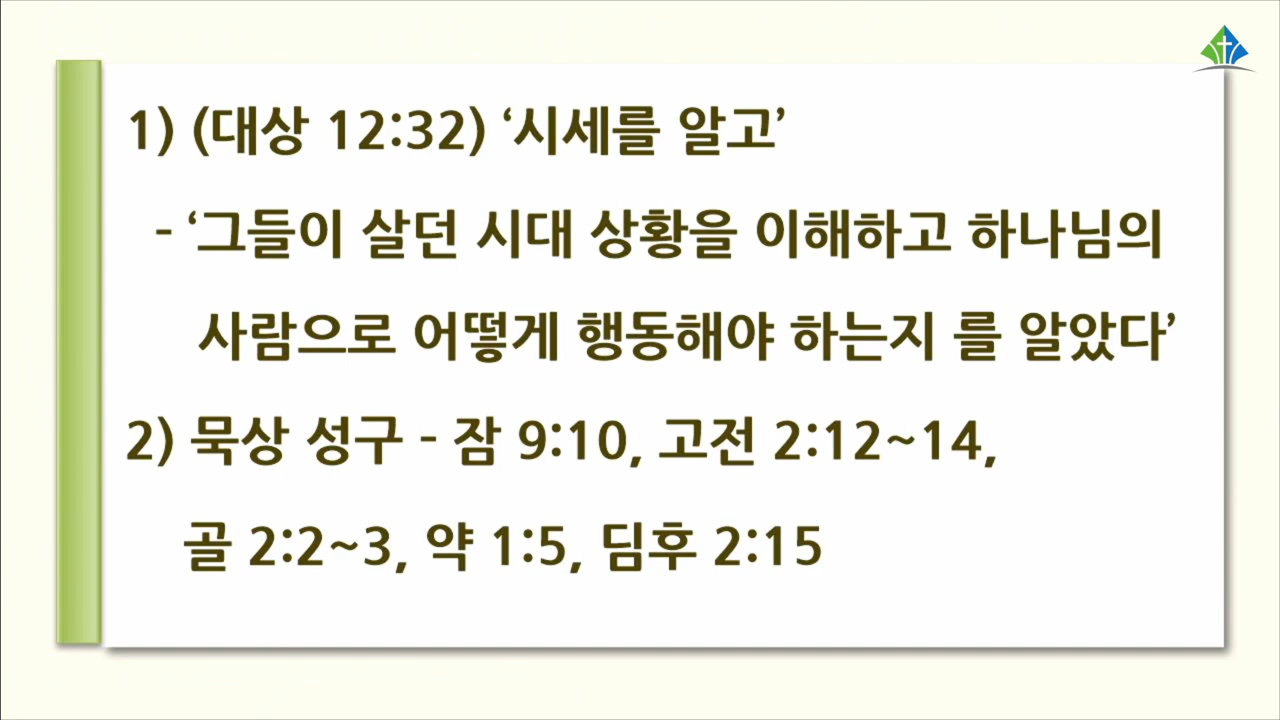 1) (대상 12:32) ‘시세를 알고’
- ‘그들이 살던 시대 상황을 이해하고 하나님의
사람으로 어떻게 행동해야 하는지 를 알았다’
2) 묵상 성구 - 잠 9:10, 고전 2:12~14,
골 2:2~3, 약 1:5, 딤후 2:15